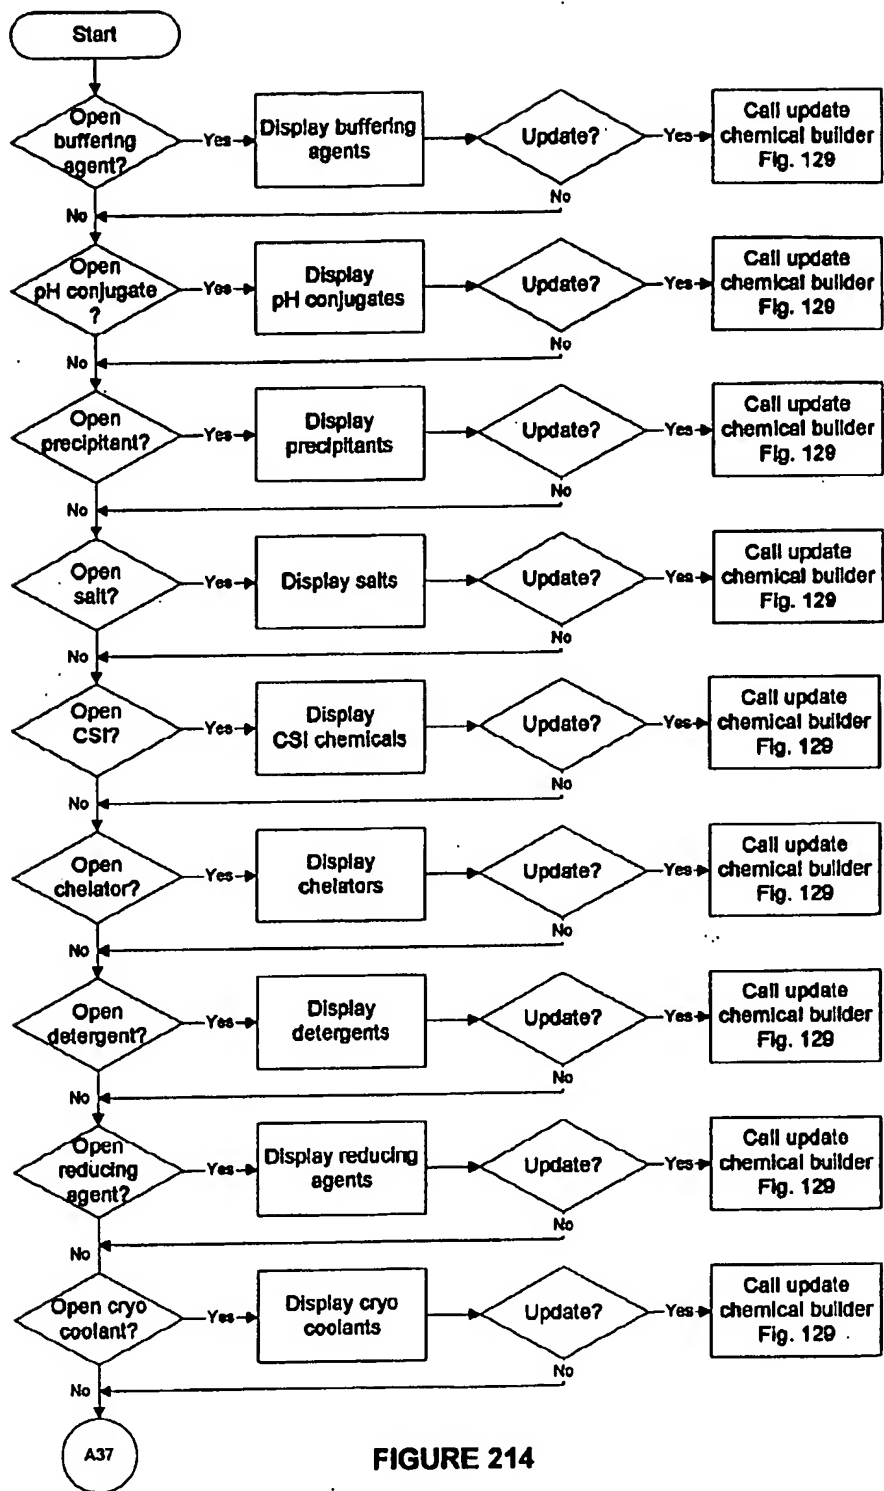 Start
Open
buffering
agent?
Yes
Display buffering
agents
Update?
Yes
Call update
chemical builder
Fig. 129
No
No
Open
pH conjugate
?
Yes
Display
pH conjugates
Update?
Yes
Call update
chemical builder
Fig. 129
No
No
Open
precipitant?
Yes
Display
precipitants
Update?
Yes
Call update
chemical builder
Fig. 129
No
No
Open
salt?
Yes
Display salts
Update?
Yes
Call update
chemical builder
Fig. 129
No
No
Open
CSI?
Yes
Display
CSI chemicals
Update?
Yes
Call update
chemical builder
Fig. 129
No
No
Open
chelator?
Yes
Display
chelators
Update?
Yes
Call update
chemical builder
Fig. 129
No
No
Open
detergent?
Yes
Display
detergents
Update?
Yes
Call update
chemical builder
Fig. 129
No
No
Open
reducing
agent?
Yes
Display reducing
agents
Update?
Yes
Call update
chemical builder
Fig. 129
No
No
Open cryo
coolant?
Yes
Display cryo
coolants
Update?
Yes
Call update
chemical builder
Fig. 129
No
No
A37
FIGURE 214